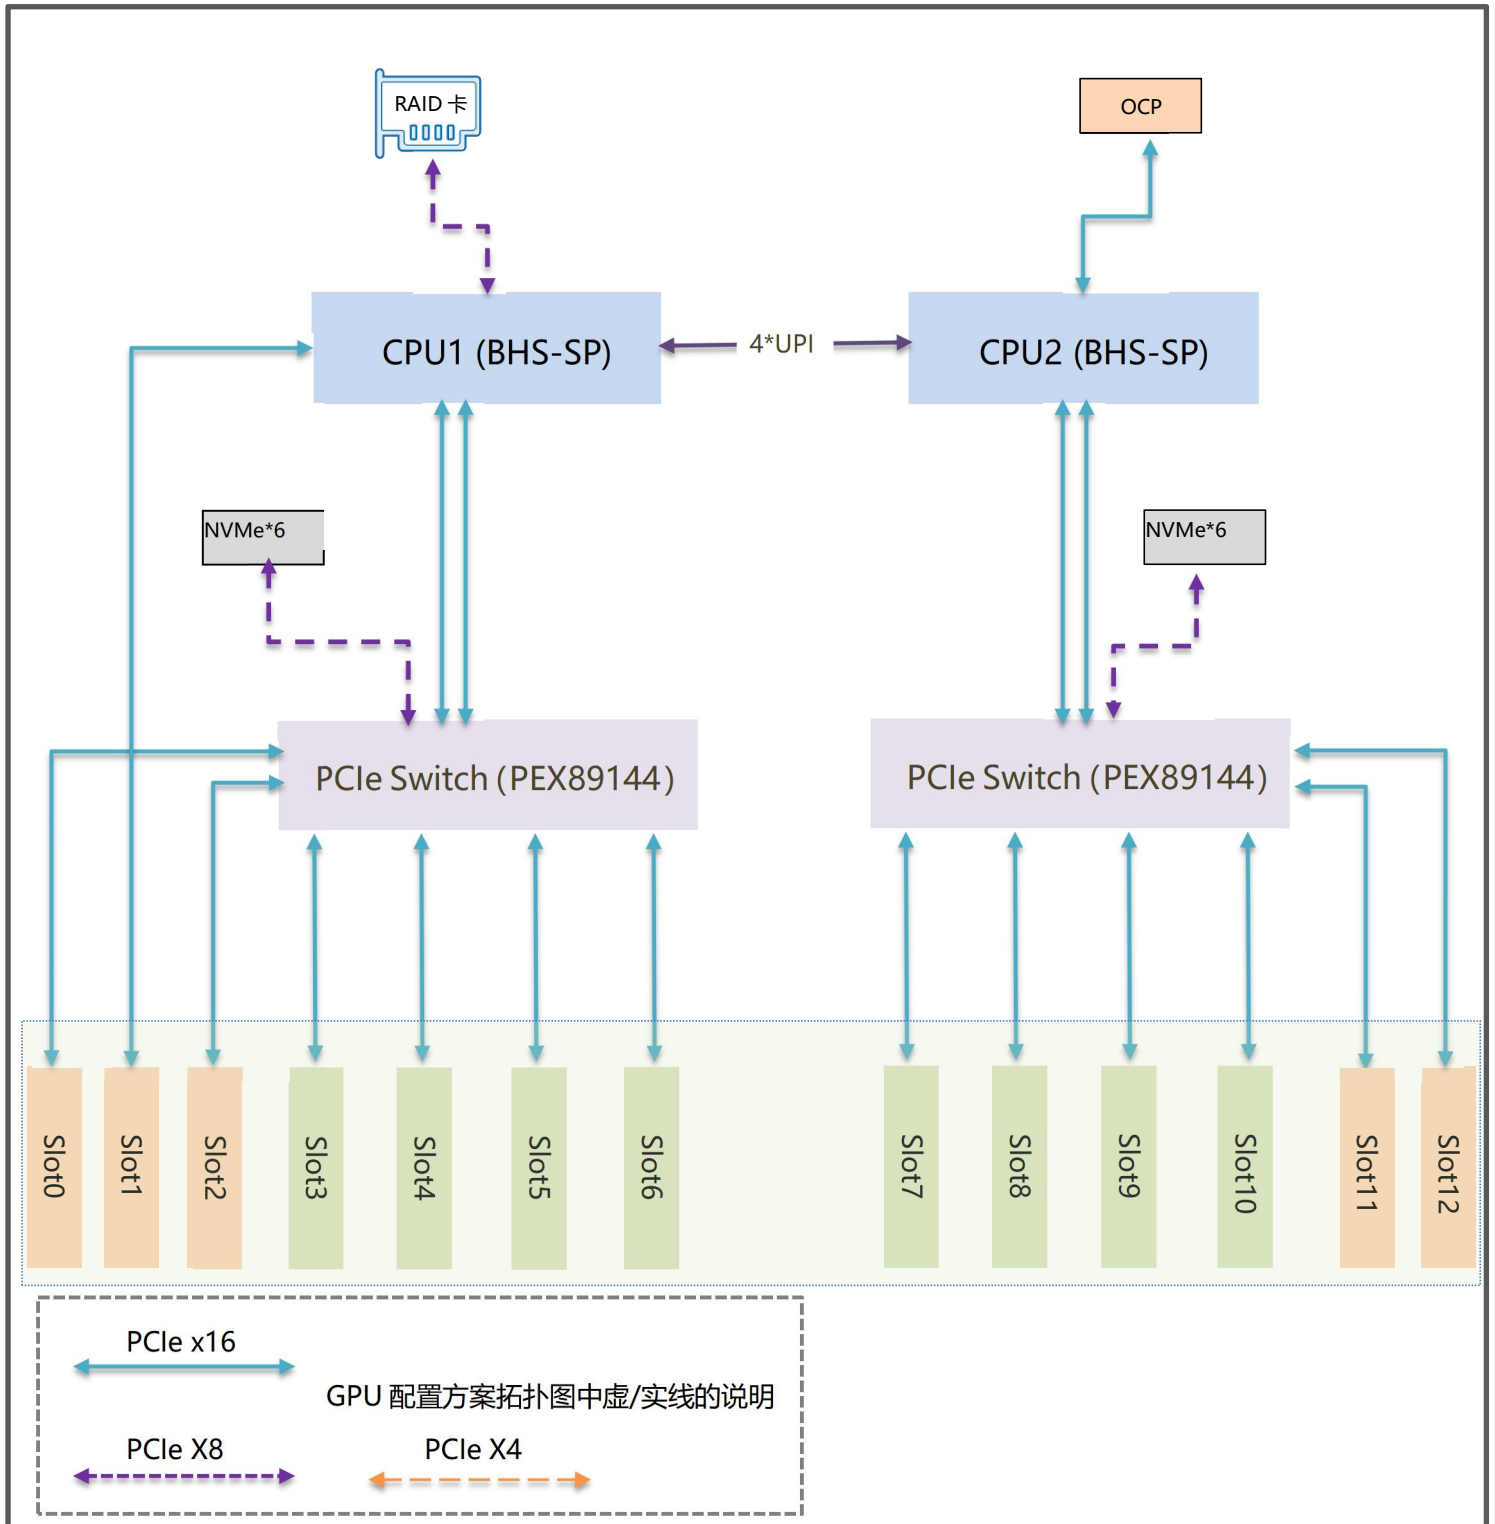 RAID 卡
OCP
CPU1 (BHS-SP)
4*UPI
CPU2 (BHS-SP)
NVMe*6
NVMe*6
PCIe Switch (PEX89144)
PCIe Switch (PEX89144)
Slot0
Slot1
Slot2
Slot3
Slot4
Slot5
Slot6
Slot7
Slot8
Slot9
Slot10
Slot11
Slot12
PCIe x16
GPU 配置方案拓扑图中虚/实线的说明
PCIe X8
PCIe X4